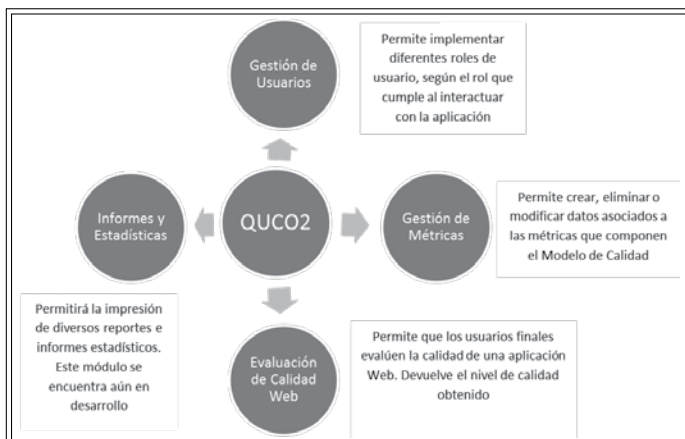 Gestión de
Usuarios
Permite implementar
diferentes roles de
usuario, según el rol que
cumple al interactuar
con la aplicación
Informes y
Estadísticas
QUCO2
Gestión de
Métricas
Permite crear, eliminar o
modificar datos asociados a
las métricas que componen
el Modelo de Calidad
Permitirá la impresión
de diversos reportes e
informes estadísticos.
Este módulo se
encuentra aún en
desarrollo
Evaluación
de Calidad
Web
Permite que los usuarios finales
evalúen la calidad de una aplicación
Web. Devuelve el nivel de calidad
obtenido